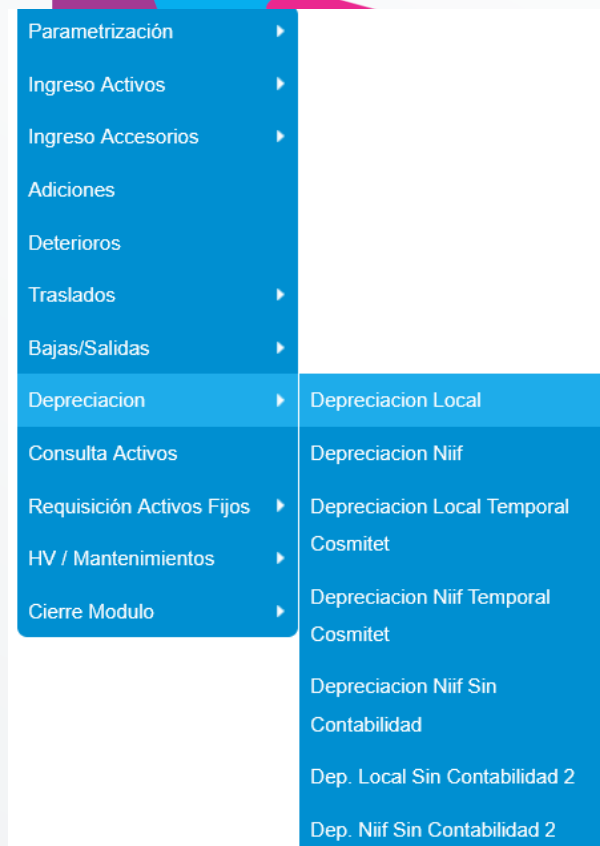 Parametrización
Ingreso Activos
Ingreso Accesorios
Adiciones
Deterioros
Traslados
Bajas/Salidas
Depreciacion
Consulta Activos
Requisición Activos Fijos
HV / Mantenimientos
Cierre Modulo
Depreciacion Local
Depreciacion Niif
Depreciacion Local Temporal
Cosmitet
Depreciacion Niif Temporal
Cosmitet
Depreciacion Niif Sin
Contabilidad
Dep. Local Sin Contabilidad 2
Dep. Niif Sin Contabilidad 2